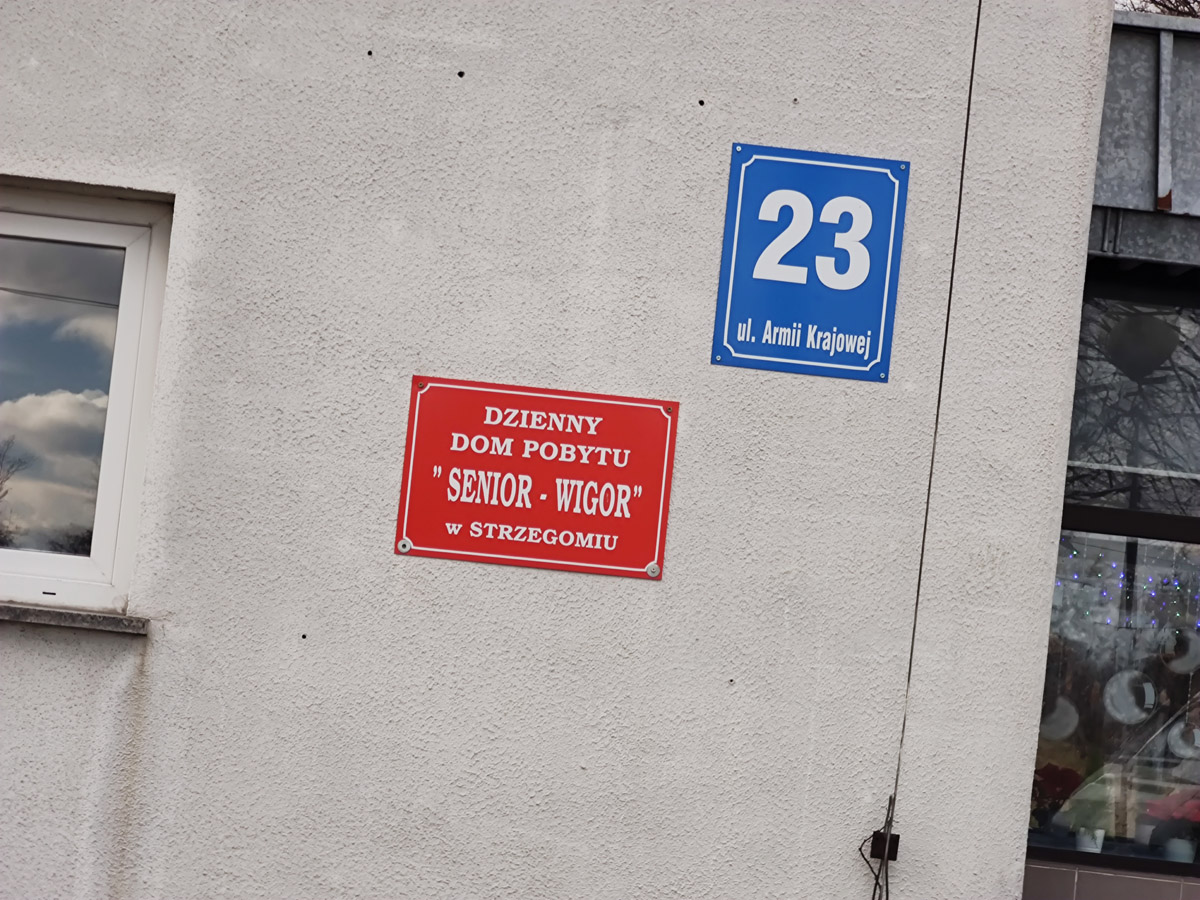 23
ul. Armii Krajowej
DZIENNY
DOM POBYTU
” SENIOR - WIGOR”
w STRZEGOMIU